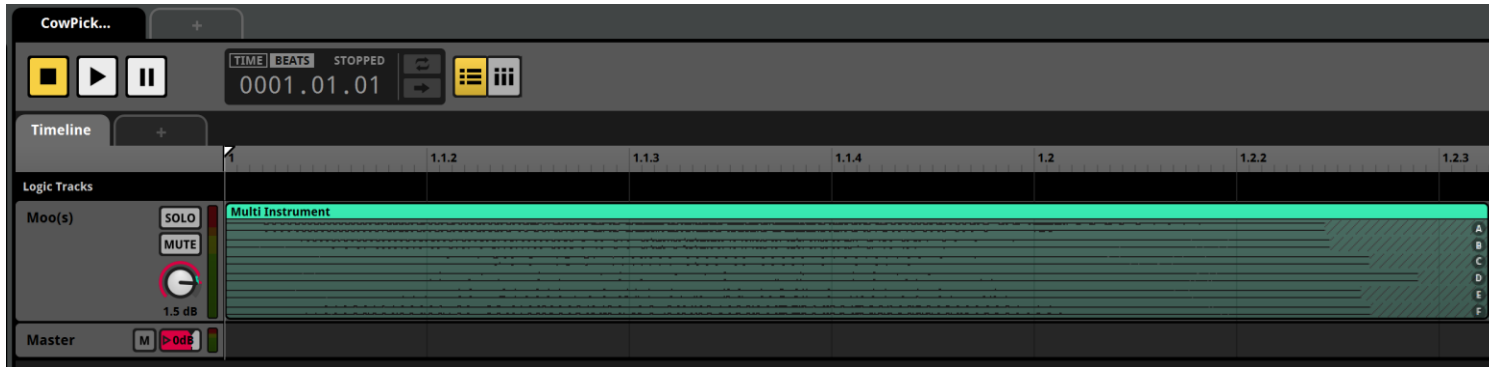 CowPick... +
TIME BEATS STOPPED
0001.01.01
Timeline +
1 1.1.2 1.1.3 1.1.4 1.2 1.2.2 1.2.3
Logic Tracks
Moo(s) SOLO Multi Instrument
MUTE
1.5 dB
A
B
C
D
E
F
Master M 0dB